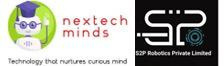 nextech
minds
Technology that nurtures curious mind
S2P
S2P Robotics Private Limited